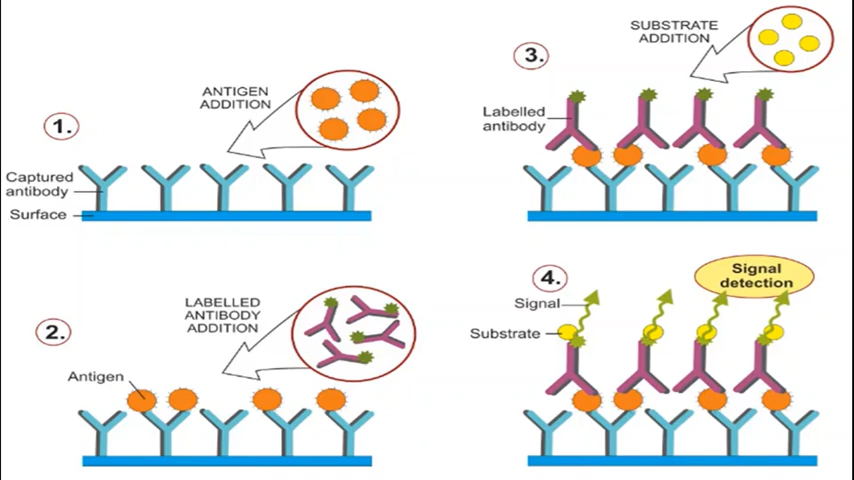 1.
ANTIGEN
ADDITION
Captured
antibody
Surface
2.
LABELLED
ANTIBODY
ADDITION
Antigen
3.
SUBSTRATE
ADDITION
Labelled
antibody
4.
Signal
detection
Signal
Substrate